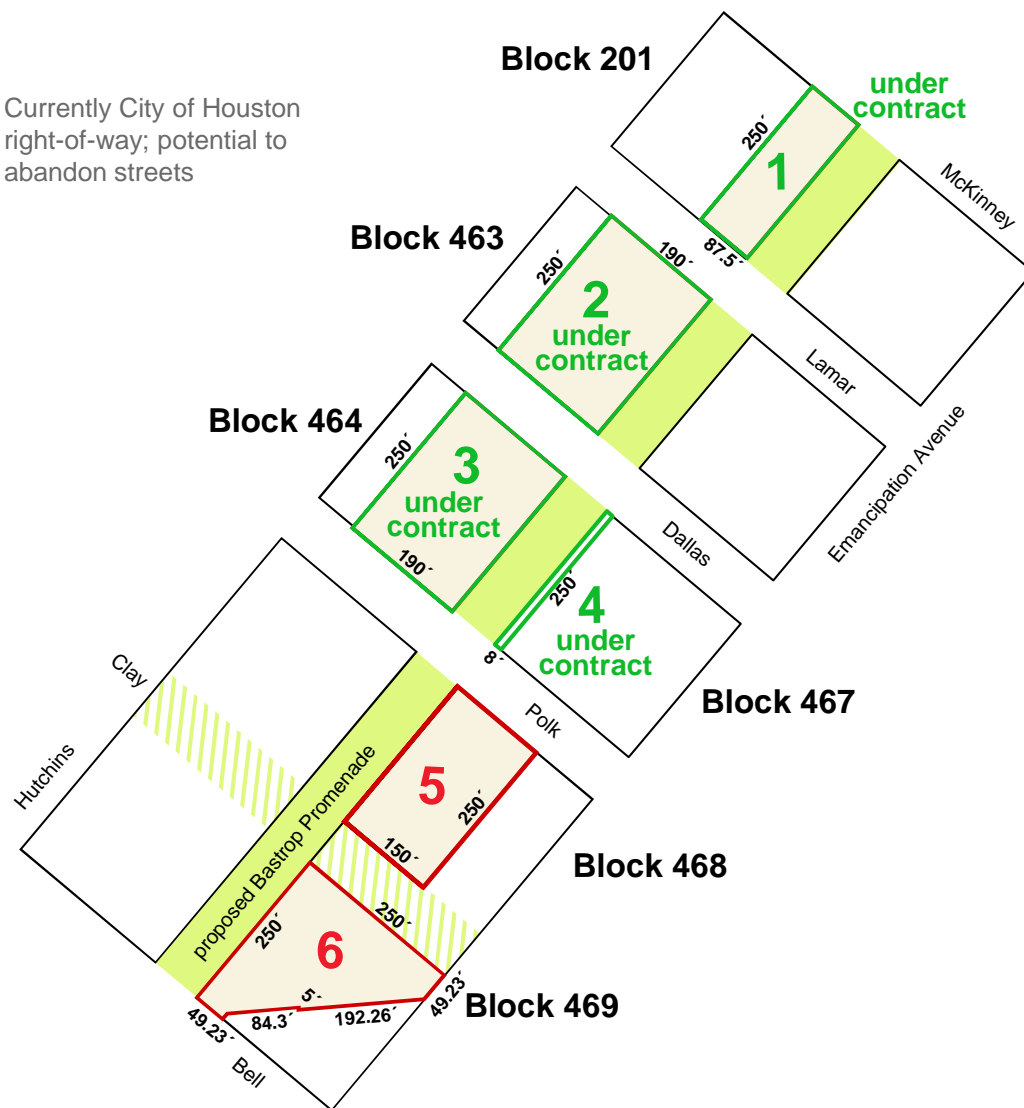 Block 201
under
contract
Currently City of Houston
right-of-way; potential to
abandon streets
250´
1
McKinney
87.5´
Block 463
190´
250´
2
under
contract
Lamar
Emancipation Avenue
Block 464
250´
3
under
contract
190´
Dallas
250´
4
under
contract
8´
Block 467
Polk
Clay
Hutchins
proposed Bastrop Promenade
5
250´
150´
Block 468
250´
250´
6
5´
49.23´
84.3´
192.26´
49.23´
Block 469
Bell